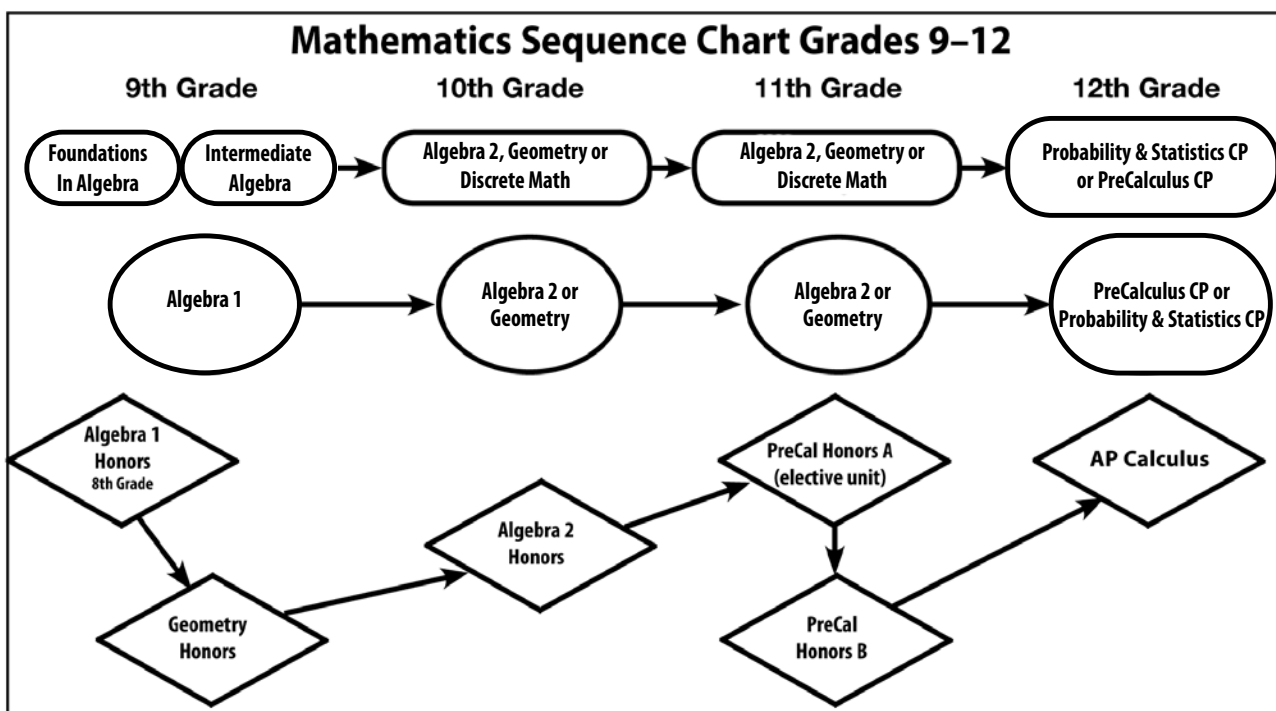 Mathematics Sequence Chart Grades 9–12
9th Grade
10th Grade
11th Grade
12th Grade
Foundations
In Algebra
Intermediate
Algebra
Algebra 2, Geometry or
Discrete Math
Algebra 2, Geometry or
Discrete Math
Probability & Statistics CP
or PreCalculus CP
Algebra 1
Algebra 2 or
Geometry
Algebra 2 or
Geometry
PreCalculus CP or
Probability & Statistics CP
Algebra 1
Honors
8th Grade
Geometry
Honors
Algebra 2
Honors
PreCal Honors A
(elective unit)
PreCal
Honors B
AP Calculus